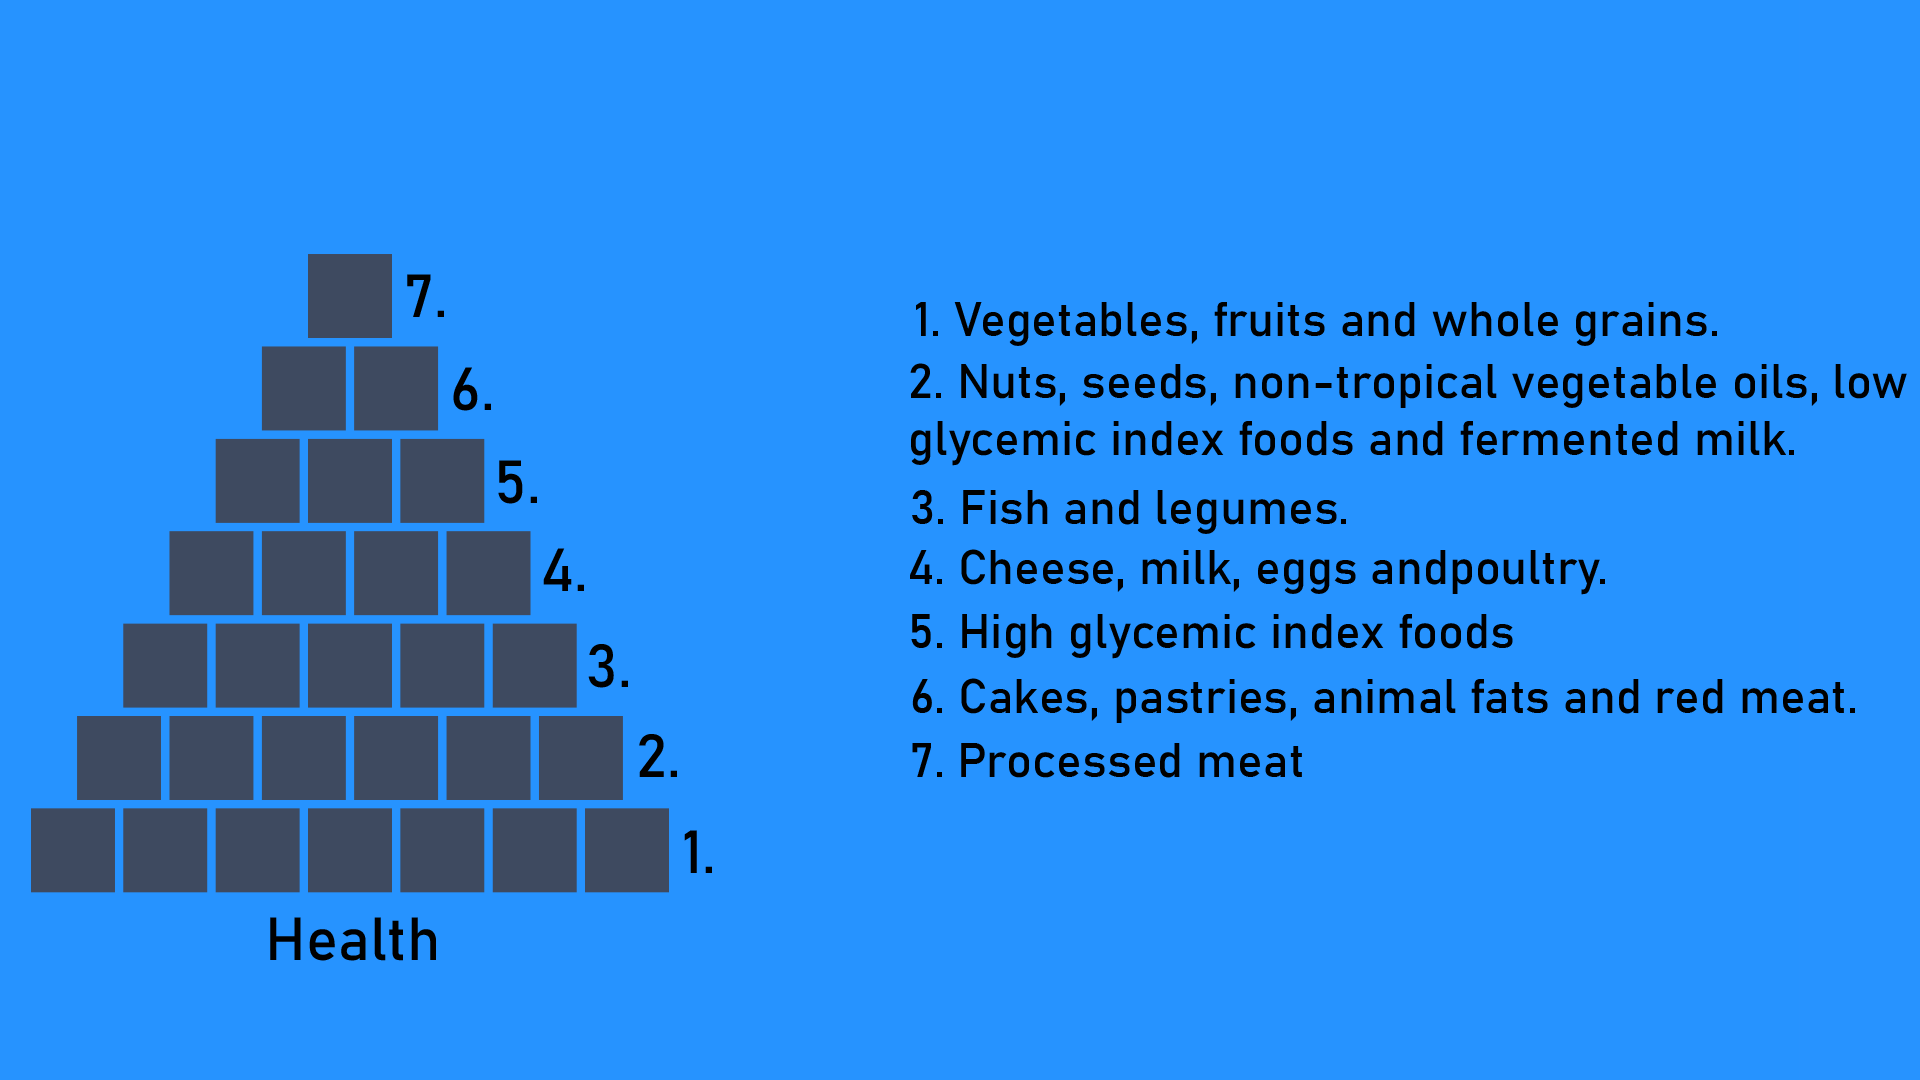 7.
6.
5.
4.
3.
2.
1.
Health
1. Vegetables, fruits and whole grains.
2. Nuts, seeds, non-tropical vegetable oils, low
glycemic index foods and fermented milk.
3. Fish and legumes.
4. Cheese, milk, eggs andpoultry.
5. High glycemic index foods
6. Cakes, pastries, animal fats and red meat.
7. Processed meat